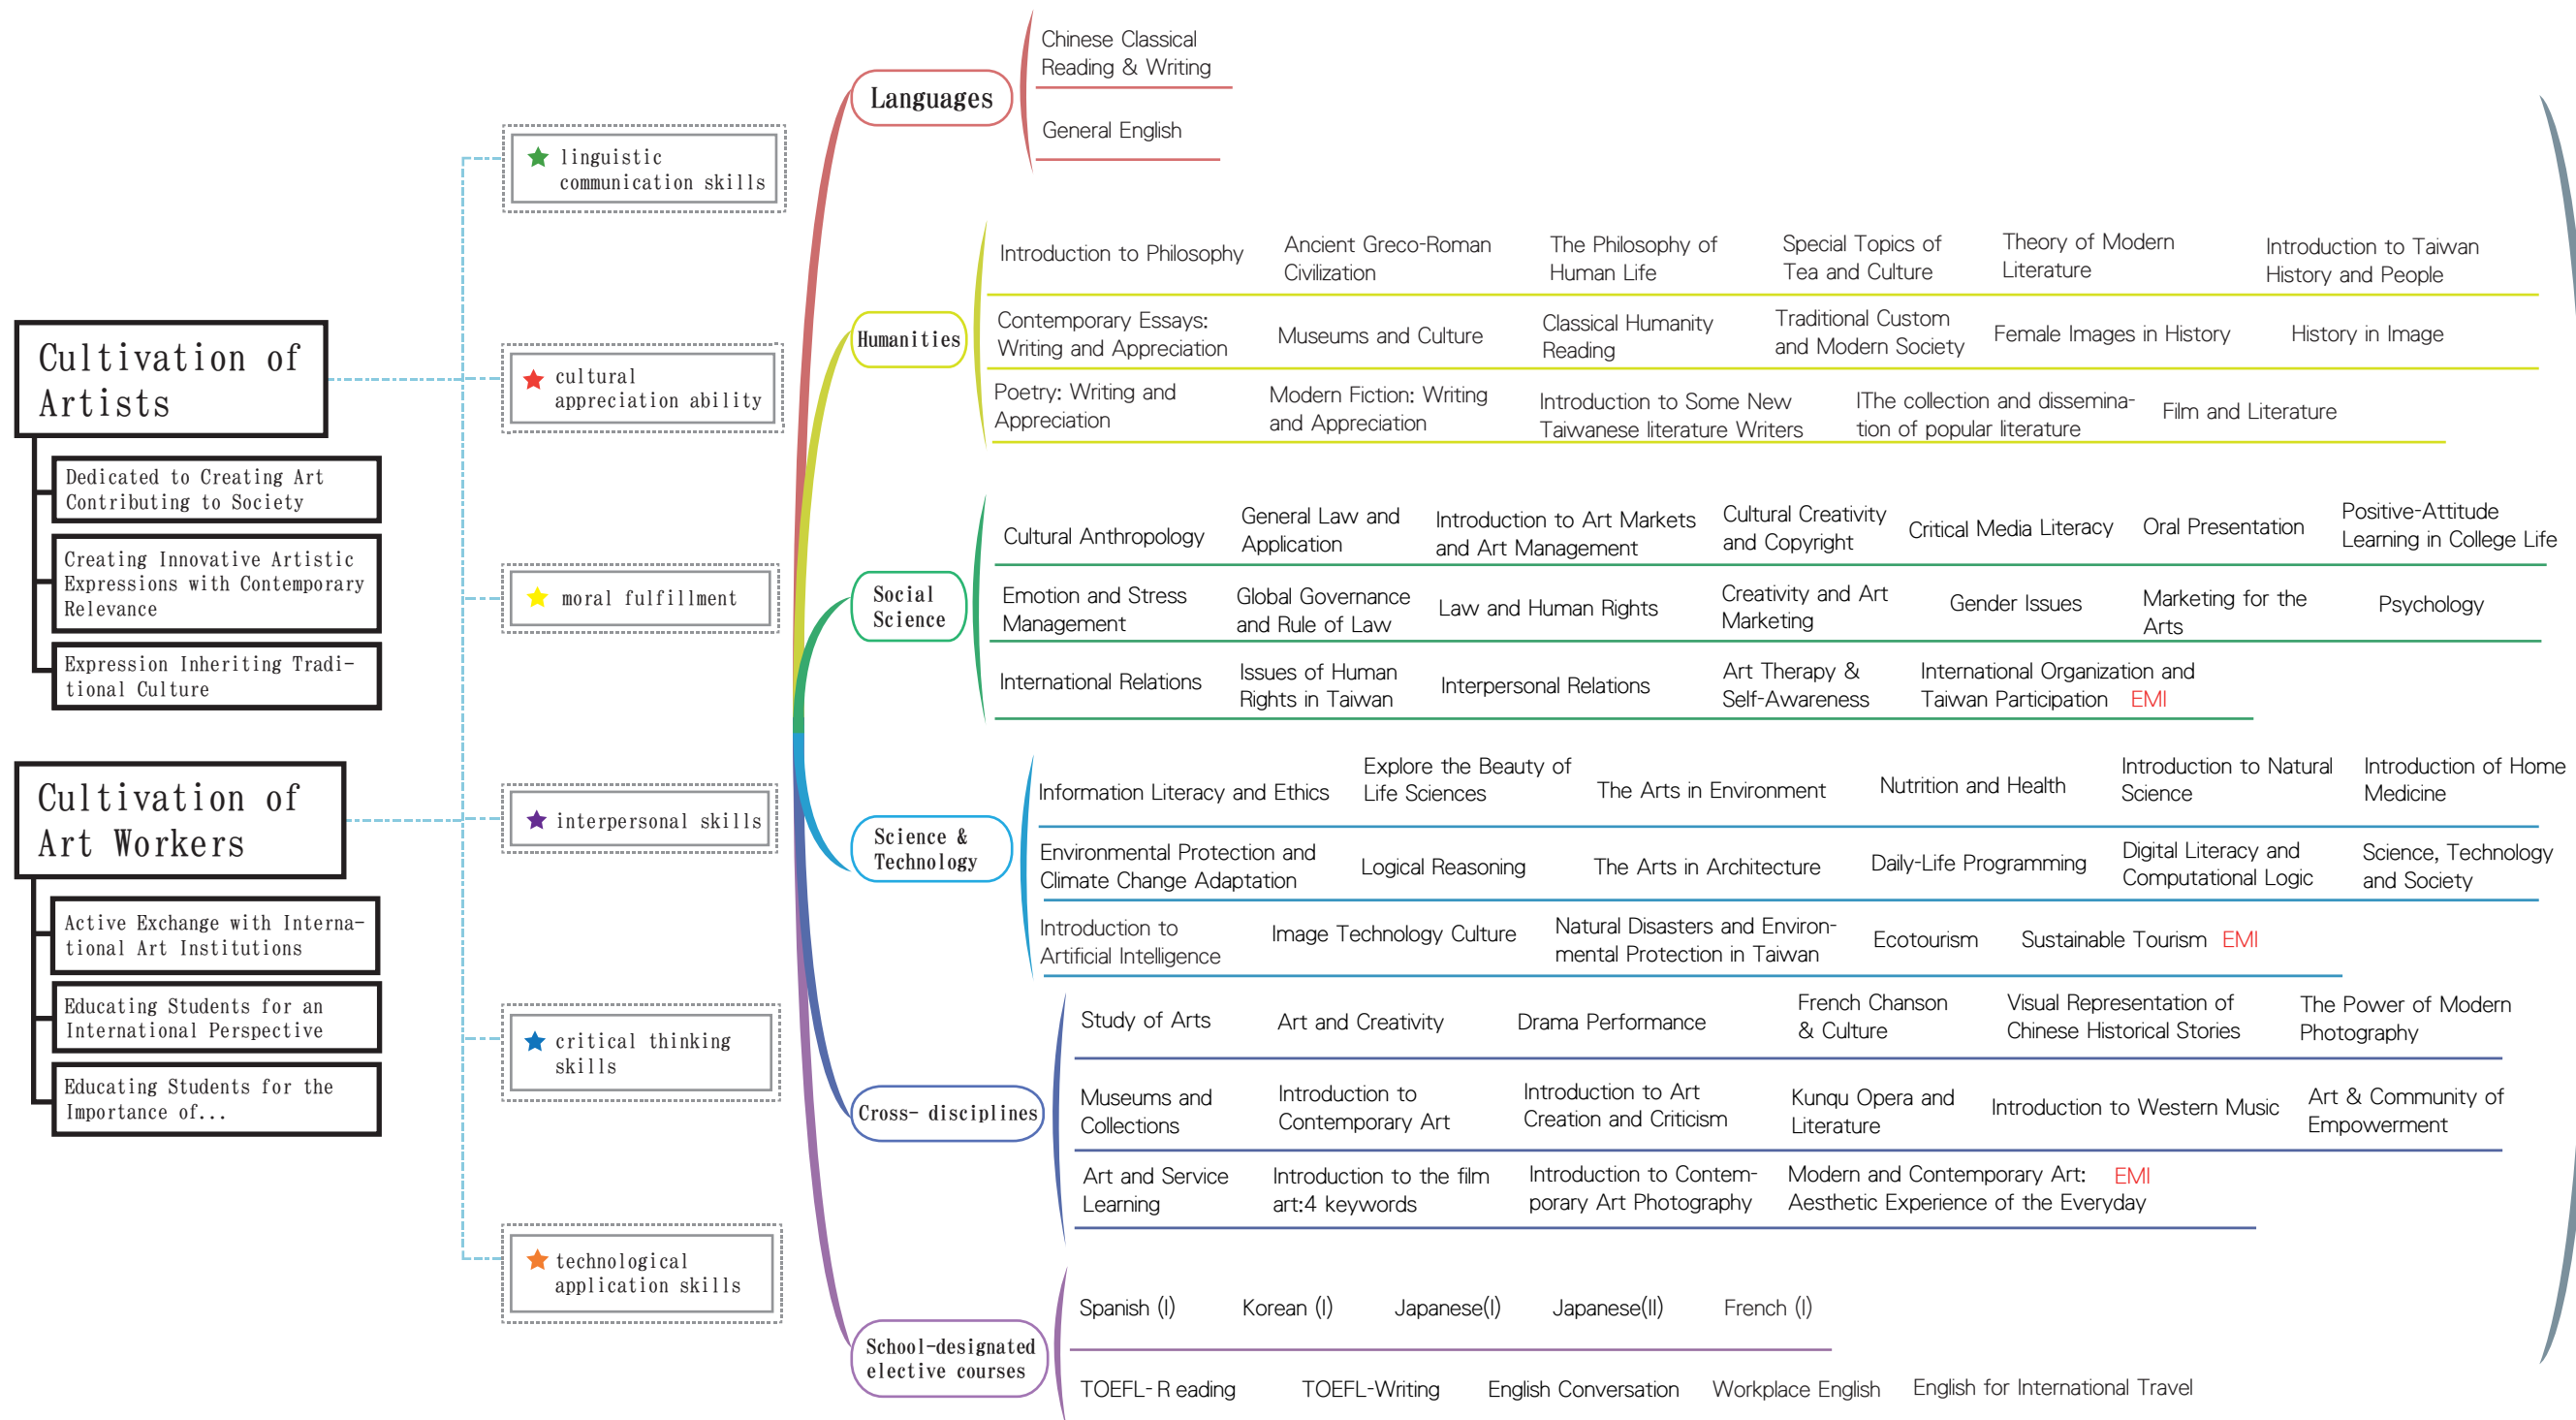 Cultivation of
Artists
Dedicated to Creating Art
Contributing to Society
Creating Innovative Artistic
Expressions with Contemporary
Relevance
Expression Inheriting Tradi-
tional Culture
Cultivation of
Art Workers
Active Exchange with Interna-
tional Art Institutions
Educating Students for an
International Perspective
Educating Students for the
Importance of...
linguistic
communication skills
cultural
appreciation ability
moral fulfillment
interpersonal skills
critical thinking
skills
technological
application skills
Languages
Chinese Classical
Reading & Writing
General English
Humanities
Introduction to Philosophy
Ancient Greco-Roman
Civilization
The Philosophy of
Human Life
Special Topics of
Tea and Culture
Theory of Modern
Literature
Introduction to Taiwan
History and People
Contemporary Essays:
Writing and Appreciation
Museums and Culture
Classical Humanity
Reading
Traditional Custom
and Modern Society
Female Images in History
History in Image
Poetry: Writing and
Appreciation
Modern Fiction: Writing
and Appreciation
Introduction to Some New
Taiwanese literature Writers
IThe collection and dissemina-
tion of popular literature
Film and Literature
Social
Science
Cultural Anthropology
General Law and
Application
Introduction to Art Markets
and Art Management
Cultural Creativity
and Copyright
Critical Media Literacy
Oral Presentation
Positive-Attitude
Learning in College Life
Emotion and Stress
Management
Global Governance
and Rule of Law
Law and Human Rights
Creativity and Art
Marketing
Gender Issues
Marketing for the
Arts
Psychology
International Relations
Issues of Human
Rights in Taiwan
Interpersonal Relations
Art Therapy &
Self-Awareness
International Organization and
Taiwan Participation EMI
Science &
Technology
Information Literacy and Ethics
Explore the Beauty of
Life Sciences
The Arts in Environment
Nutrition and Health
Introduction to Natural
Science
Introduction of Home
Medicine
Environmental Protection and
Climate Change Adaptation
Logical Reasoning
The Arts in Architecture
Daily-Life Programming
Digital Literacy and
Computational Logic
Science, Technology
and Society
Introduction to
Artificial Intelligence
Image Technology Culture
Natural Disasters and Environ-
mental Protection in Taiwan
Ecotourism
Sustainable Tourism EMI
Cross- disciplines
Study of Arts
Art and Creativity
Drama Performance
French Chanson
& Culture
Visual Representation of
Chinese Historical Stories
The Power of Modern
Photography
Museums and
Collections
Introduction to
Contemporary Art
Introduction to Art
Creation and Criticism
Kunqu Opera and
Literature
Introduction to Western Music
Art & Community of
Empowerment
Art and Service
Learning
Introduction to the film
art:4 keywords
Introduction to Contem-
porary Art Photography
Modern and Contemporary Art: EMI
Aesthetic Experience of the Everyday
School-designated
elective courses
Spanish (I)
Korean (I)
Japanese(I)
Japanese(II)
French (I)
TOEFL- R eading
TOEFL-Writing
English Conversation
Workplace English
English for International Travel